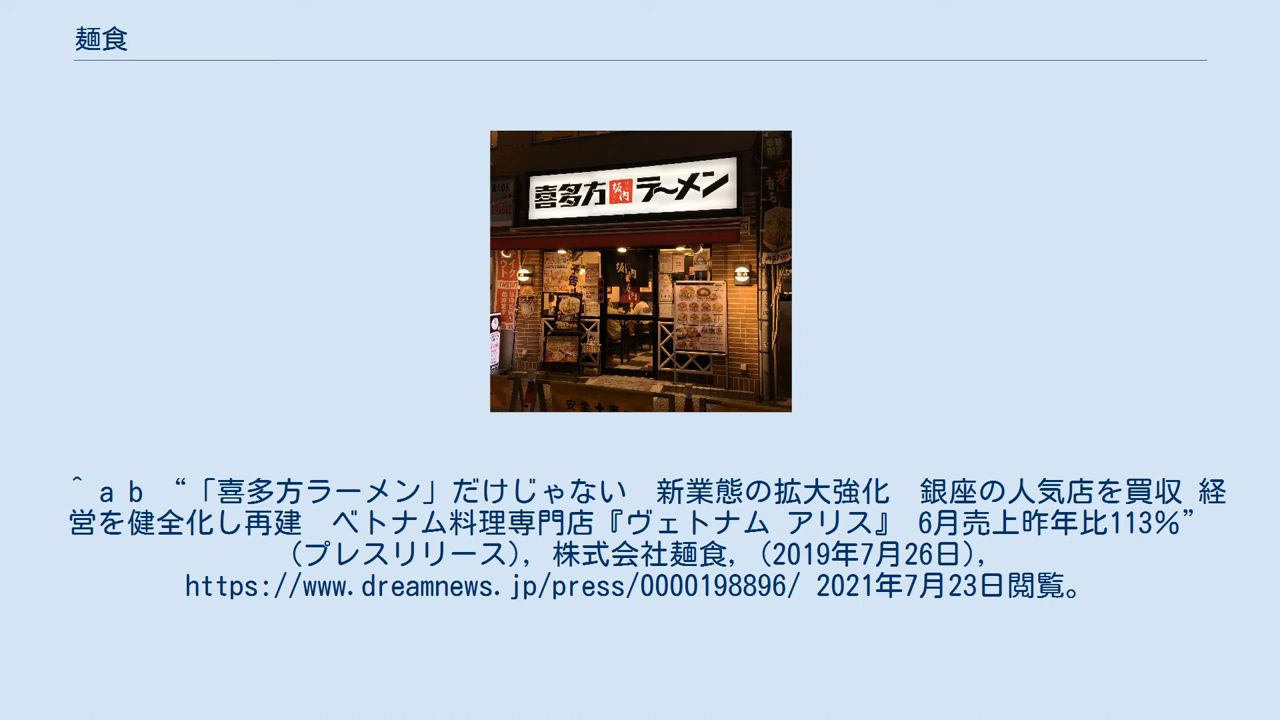 麺食
喜多方坂内ラーメン
坂内
安全
^ a b “「喜多方ラーメン」だけじゃない　新業態の拡大強化　銀座の人気店を買収 経
営を健全化し再建　ベトナム料理専門店『ヴェトナム アリス』 6月売上昨年比113％”
(プレスリリース), 株式会社麺食, (2019年7月26日),
https://www.dreamnews.jp/press/0000198896/ 2021年7月23日閲覧。